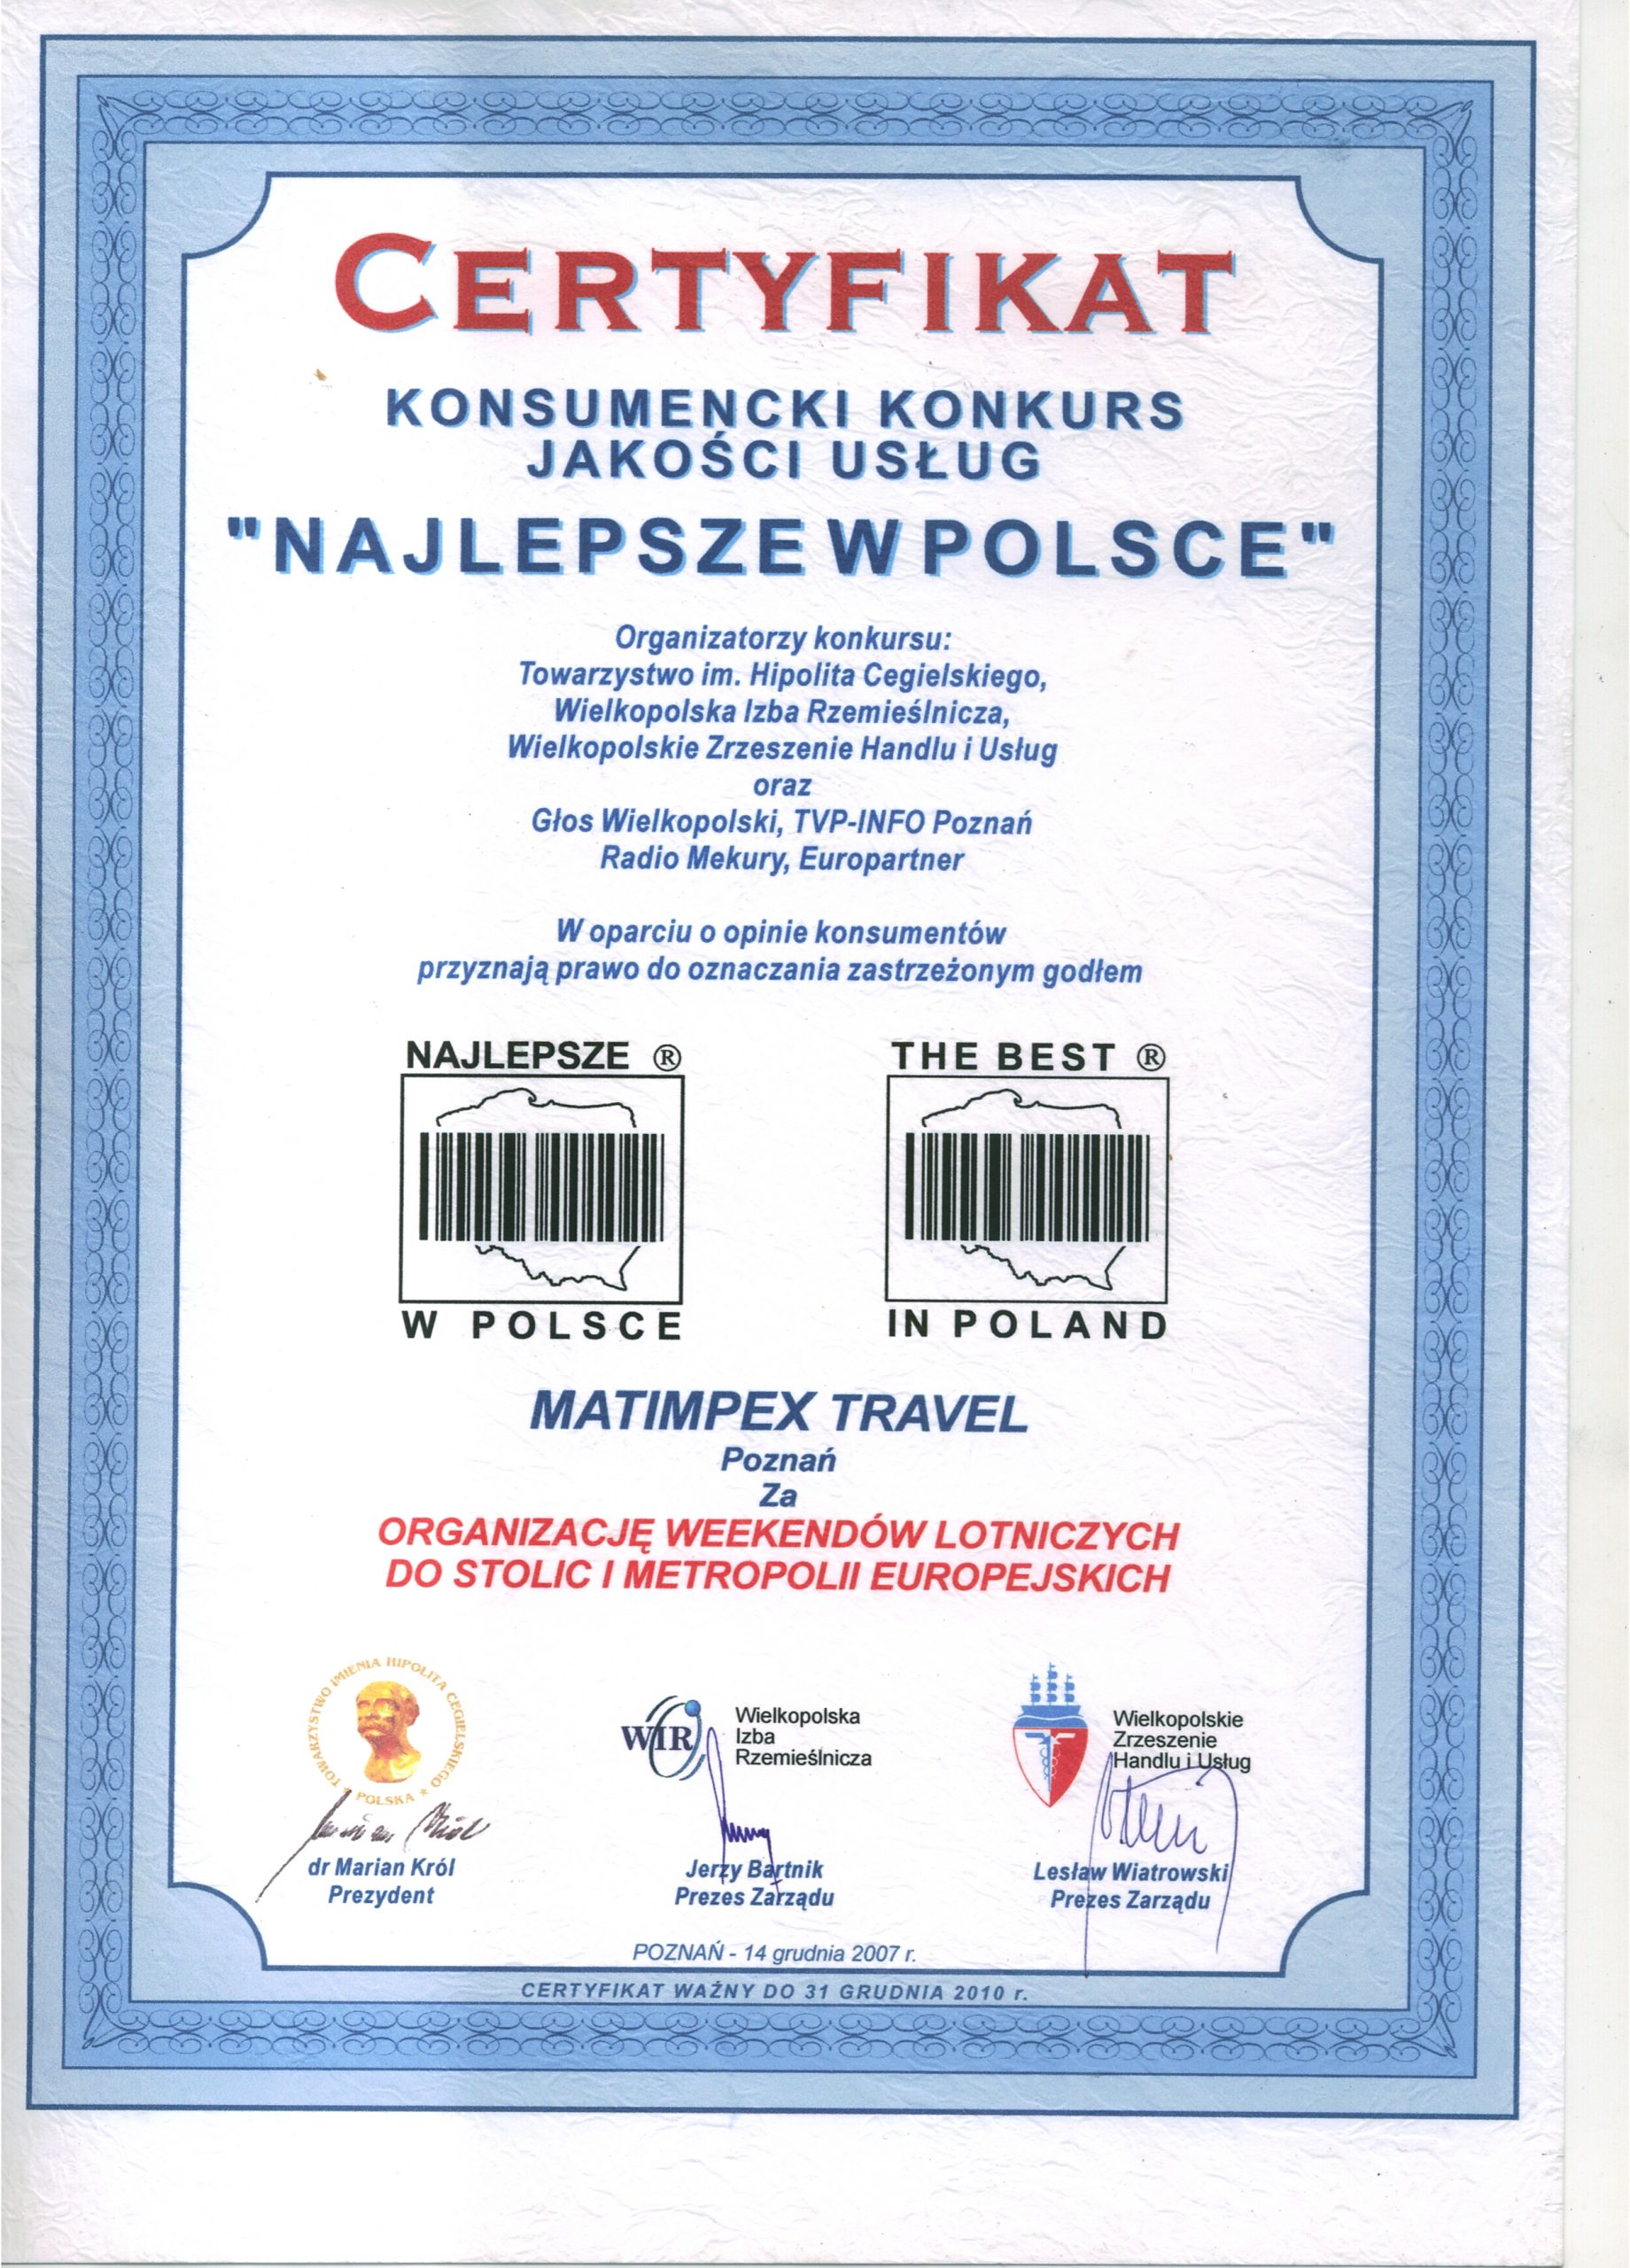 CERTYFIKAT
KONSUMENCKI KONKURS
JAKOŚCI USŁUG
"NAJLEPSZE W POLSCE"
Organizatorzy konkursu:
Towarzystwo im. Hipolita Cegielskiego,
Wielkopolska Izba Rzemieślnicza,
Wielkopolskie Zrzeszenie Handlu i Usług
oraz
Głos Wielkopolski, TVP-INFO Poznań
Radio Mekury, Europartner
W oparciu o opinie konsumentów
przyznają prawo do oznaczania zastrzeżonym godłem
NAJLEPSZE ®
W POLSCE
THE BEST ®
IN POLAND
MATIMPEX TRAVEL
Poznań
Za
ORGANIZACJĘ WEEKENDÓW LOTNICZYCH
DO STOLIC I METROPOLII EUROPEJSKICH
TOWARZYSTWO IMIENIA HIPOLITA CEGIELSKIEGO
* POLSKA *
Marian Król
dr Marian Król
Prezydent
WIR
Wielkopolska
Izba
Rzemieślnicza
Jerzy Bartnik
Prezes Zarządu
Wielkopolskie
Zrzeszenie
Handlu i Usług
Lesław Wiatrowski
Prezes Zarządu
POZNAŃ - 14 grudnia 2007 r.
CERTYFIKAT WAŻNY DO 31 GRUDNIA 2010 r.